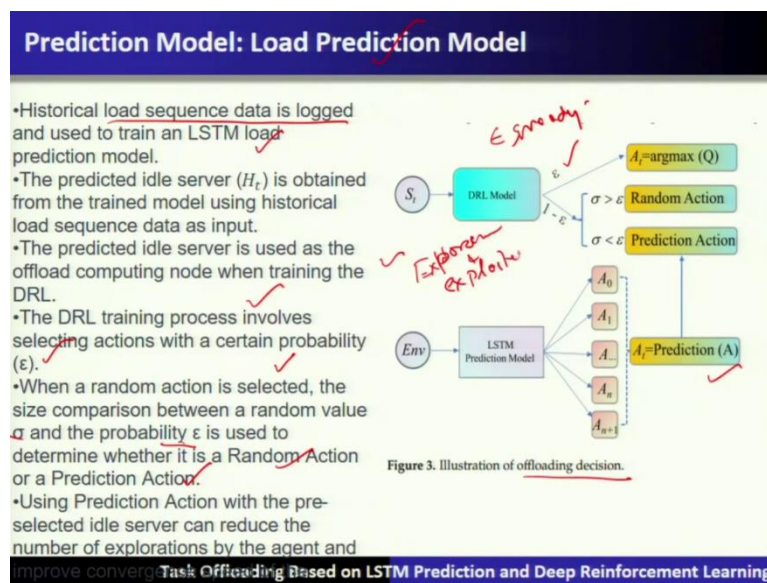 Prediction Model: Load Prediction Model
•Historical load sequence data is logged
and used to train an LSTM load
prediction model.
•The predicted idle server (Hₜ) is obtained
from the trained model using historical
load sequence data as input.
•The predicted idle server is used as the
offload computing node when training the
DRL.
•The DRL training process involves
selecting actions with a certain probability
(ε).
•When a random action is selected, the
size comparison between a random value
σ and the probability ε is used to
determine whether it is a Random Action
or a Prediction Action.
•Using Prediction Action with the pre-
selected idle server can reduce the
number of explorations by the agent and
improve convergence
ε greedy
Sₜ
DRL Model
ε
1 - ε
Aₜ=argmax (Q)
σ > ε Random Action
σ < ε Prediction Action
Env
LSTM
Prediction Model
A₀
A₁
A...
Aₙ
Aₙ₊₁
Aₜ=Prediction (A)
Figure 3. Illustration of offloading decision.
Task Offloading Based on LSTM Prediction and Deep Reinforcement Learning